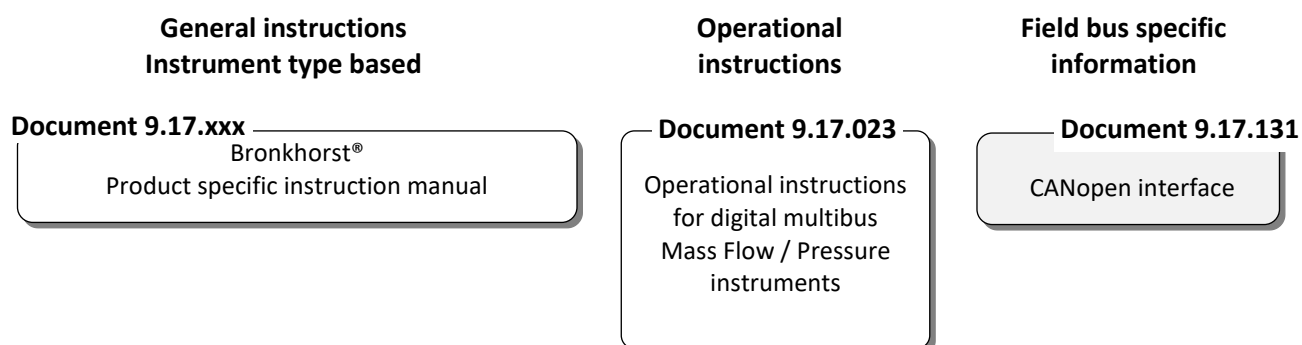 General instructions
Instrument type based
Document 9.17.xxx
Bronkhorst®
Product specific instruction manual
Operational
instructions
Document 9.17.023
Operational instructions
for digital multibus
Mass Flow / Pressure
instruments
Field bus specific
information
Document 9.17.131
CANopen interface